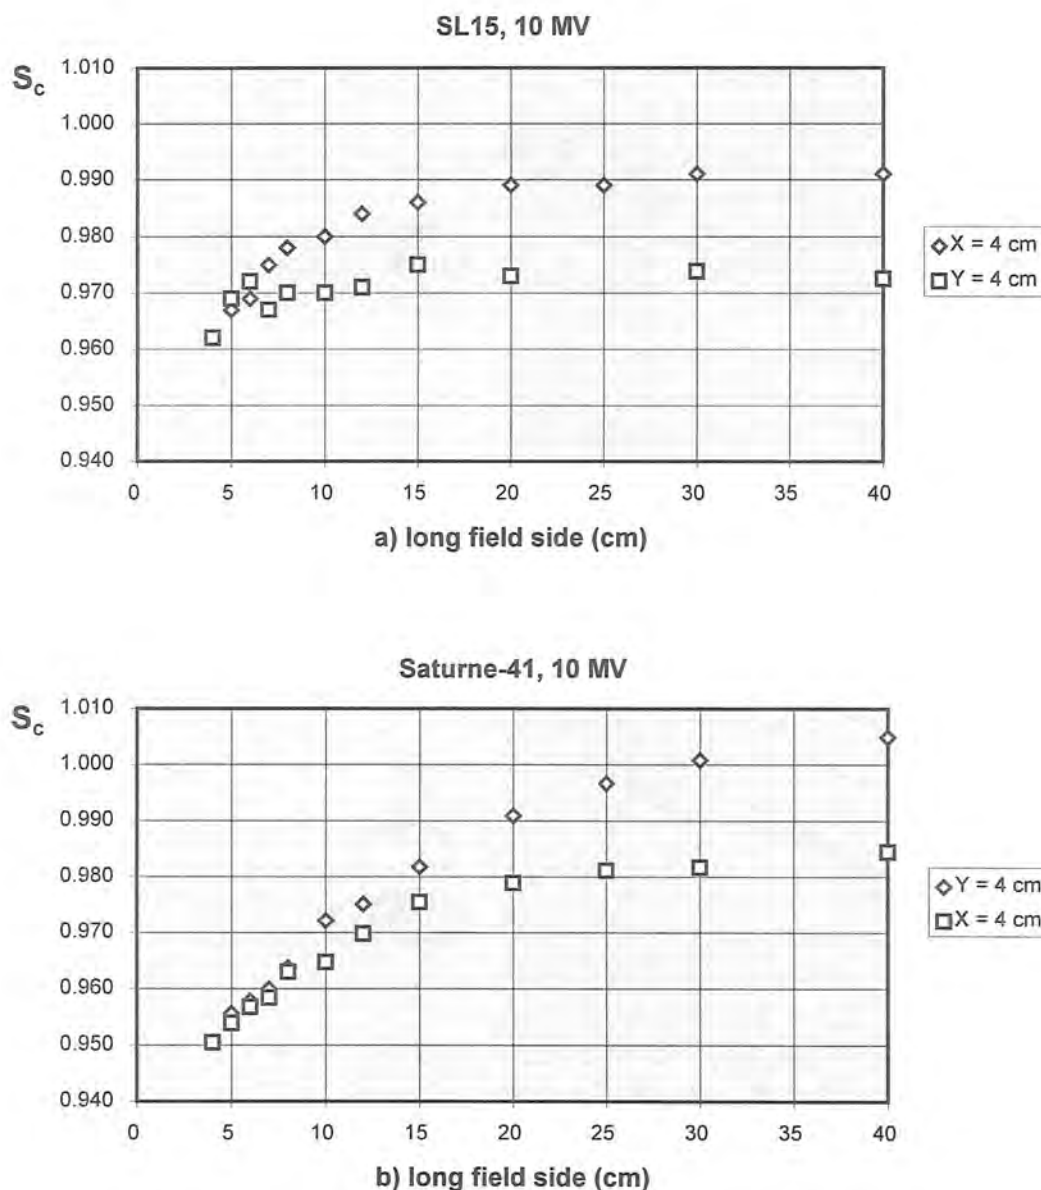 SL15, 10 MV
Sc
1.010
1.000
0.990
0.980
0.970
0.960
0.950
0.940
0 5 10 15 20 25 30 35 40
a) long field side (cm)
X = 4 cm
Y = 4 cm
Saturne-41, 10 MV
Sc
1.010
1.000
0.990
0.980
0.970
0.960
0.950
0.940
0 5 10 15 20 25 30 35 40
b) long field side (cm)
Y = 4 cm
X = 4 cm